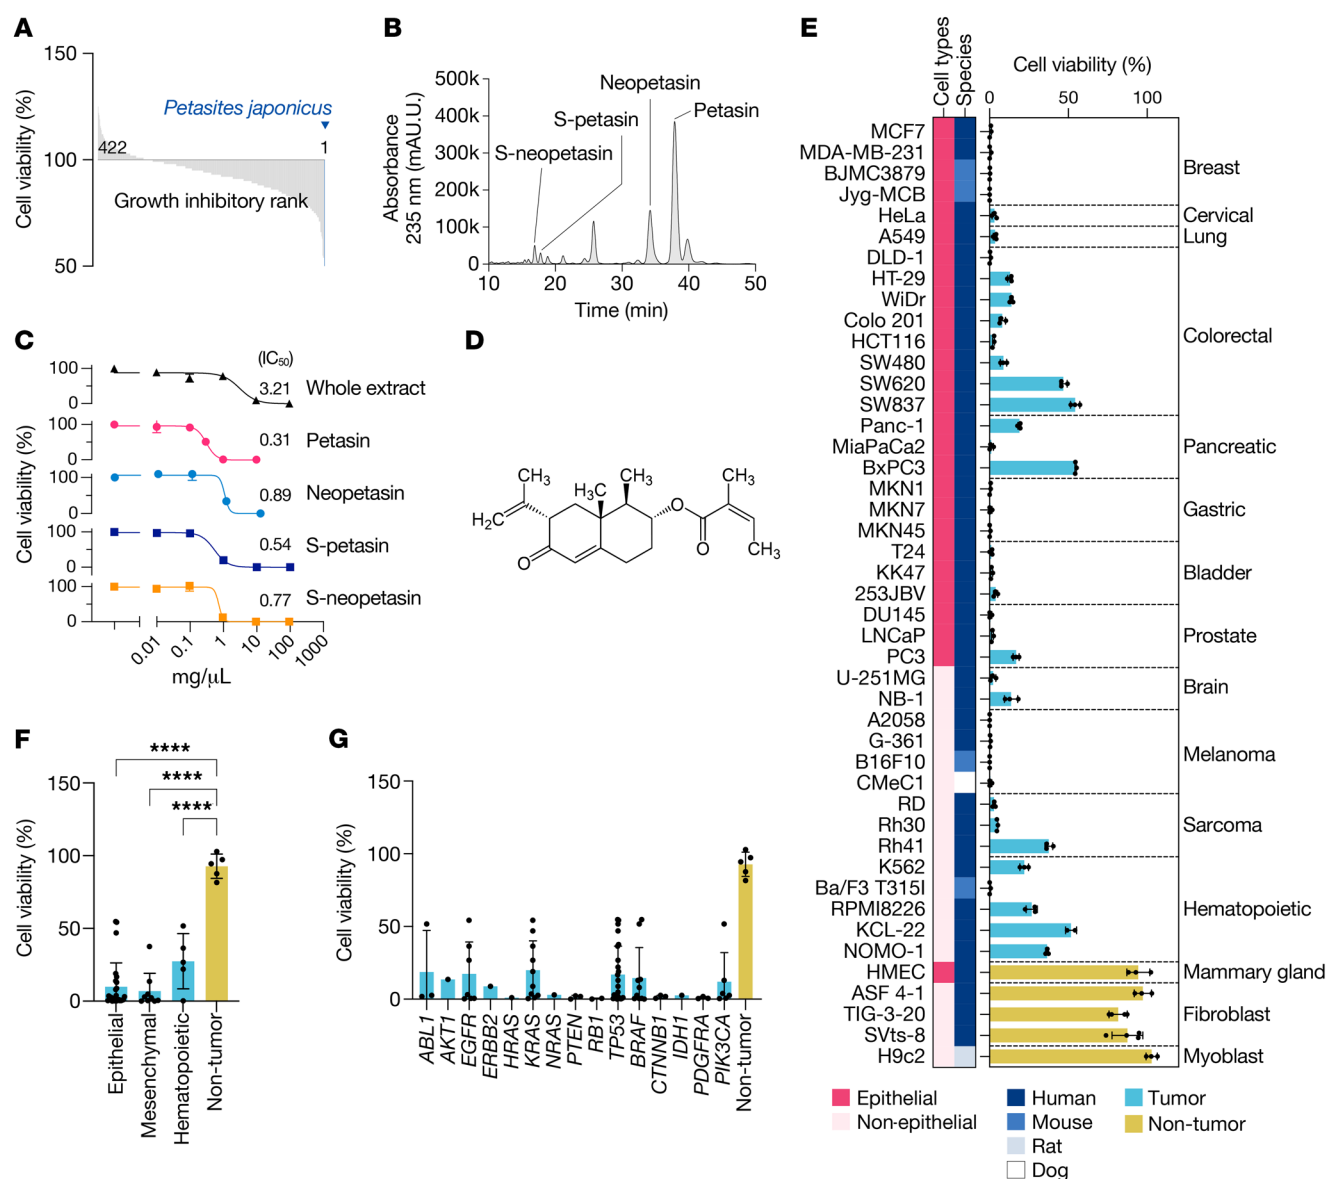 A
150
100
50
Cell viability (%)
Petasites japonicus
422
1
Growth inhibitory rank
B
500k
400k
300k
200k
100k
0
Absorbance
235 nm (mAU.U.)
Neopetasin
S-petasin
Petasin
S-neopetasin
10
20
30
40
50
Time (min)
C
Cell viability (%)
(IC50)
100
0
3.21
Whole extract
100
0
0.31
Petasin
100
0
0.89
Neopetasin
100
0
0.54
S-petasin
100
0
0.77
S-neopetasin
0.01
0.1
1
10
100
1000
mg/μL
D
CH3
H3C
CH3
CH3
H2C
O
O
O
CH3
E
Cell types
Species
Cell viability (%)
0
50
100
MCF7
MDA-MB-231
BJMC3879
Jyg-MCB
Breast
HeLa
Cervical
A549
Lung
DLD-1
HT-29
WiDr
Colo 201
HCT116
SW480
SW620
SW837
Colorectal
Panc-1
MiaPaCa2
BxPC3
Pancreatic
MKN1
MKN7
MKN45
Gastric
T24
KK47
253JBV
Bladder
DU145
LNCaP
PC3
Prostate
U-251MG
NB-1
Brain
A2058
G-361
B16F10
CMeC1
Melanoma
RD
Rh30
Rh41
Sarcoma
K562
Ba/F3 T315I
RPMI8226
KCL-22
NOMO-1
Hematopoietic
HMEC
Mammary gland
ASF 4-1
TIG-3-20
SVts-8
Fibroblast
H9c2
Myoblast
Epithelial
Non-epithelial
Human
Mouse
Rat
Dog
Tumor
Non-tumor
F
150
100
50
0
Cell viability (%)
****
****
****
Epithelial
Mesenchymal
Hematopoietic
Non-tumor
G
150
100
50
0
Cell viability (%)
ABL1
AKT1
EGFR
ERBB2
HRAS
KRAS
NRAS
PTEN
RB1
TP53
BRAF
CTNNB1
IDH1
PDGFRA
PIK3CA
Non-tumor